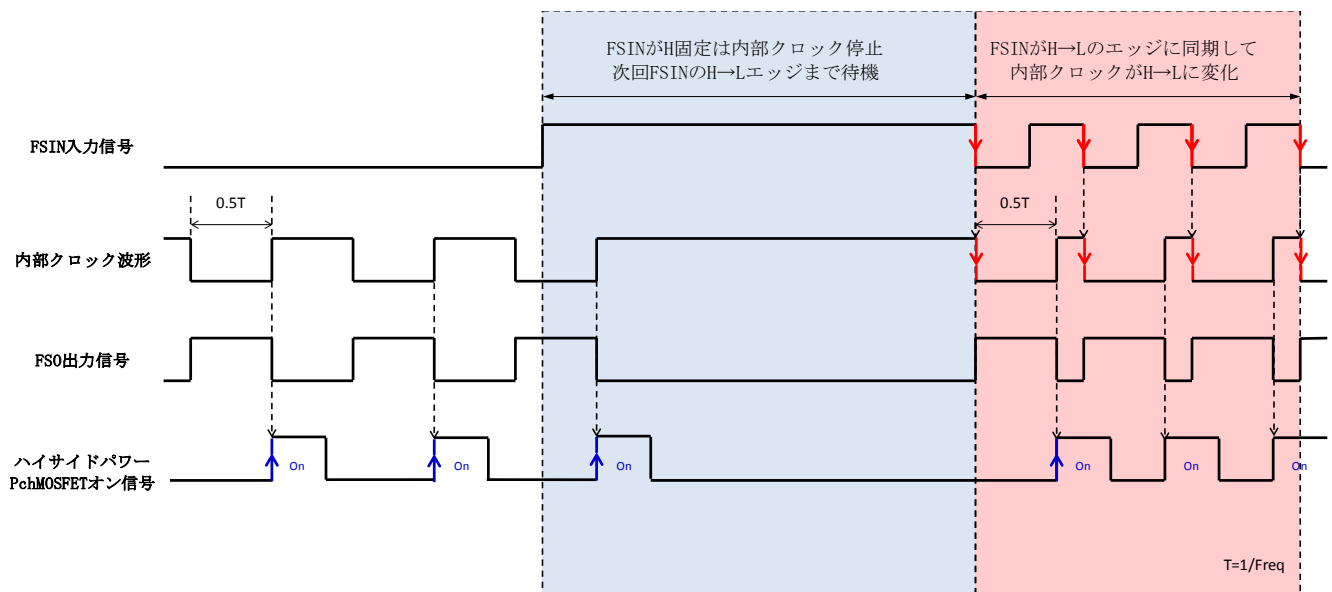 FSINがH固定は内部クロック停止
次回FSINのH→Lエッジまで待機
FSINがH→Lのエッジに同期して
内部クロックがH→Lに変化
FSIN入力信号
0.5T
0.5T
内部クロック波形
FSO出力信号
ハイサイドパワー
PchMOSFETオン信号
On
On
On
On
On
On
T=1/Freq